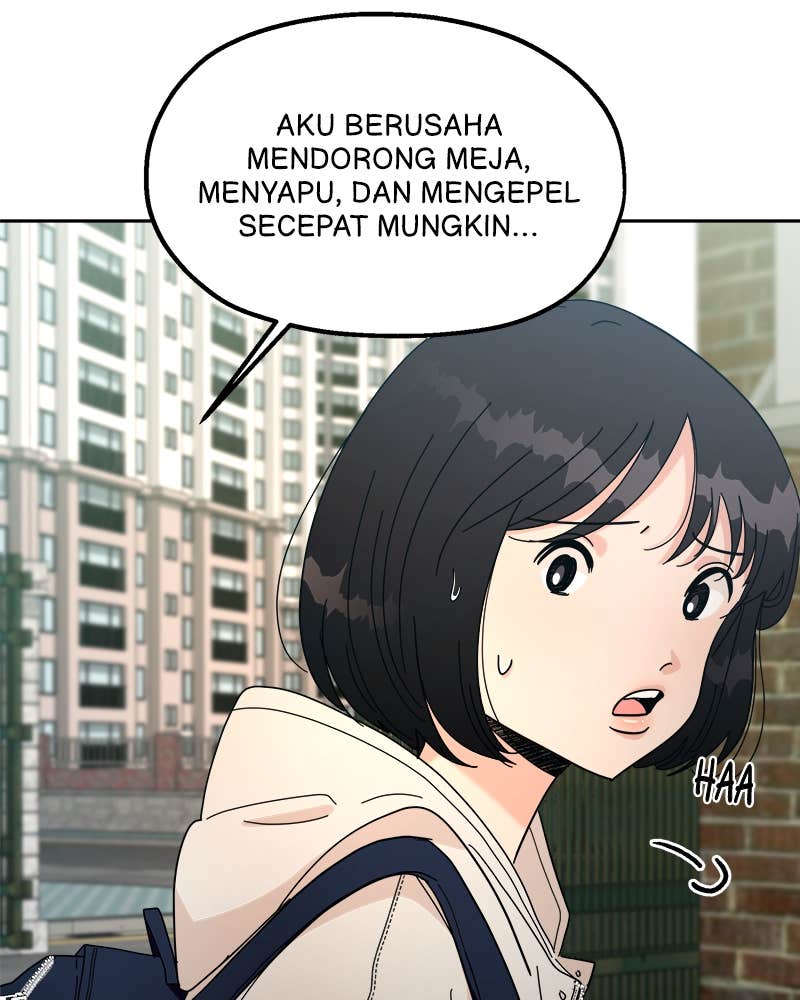 AKU BERUSAHA
MENDORONG MEJA,
MENYAPU, DAN MENGEPEL
SECEPAT MUNGKIN...
HAA